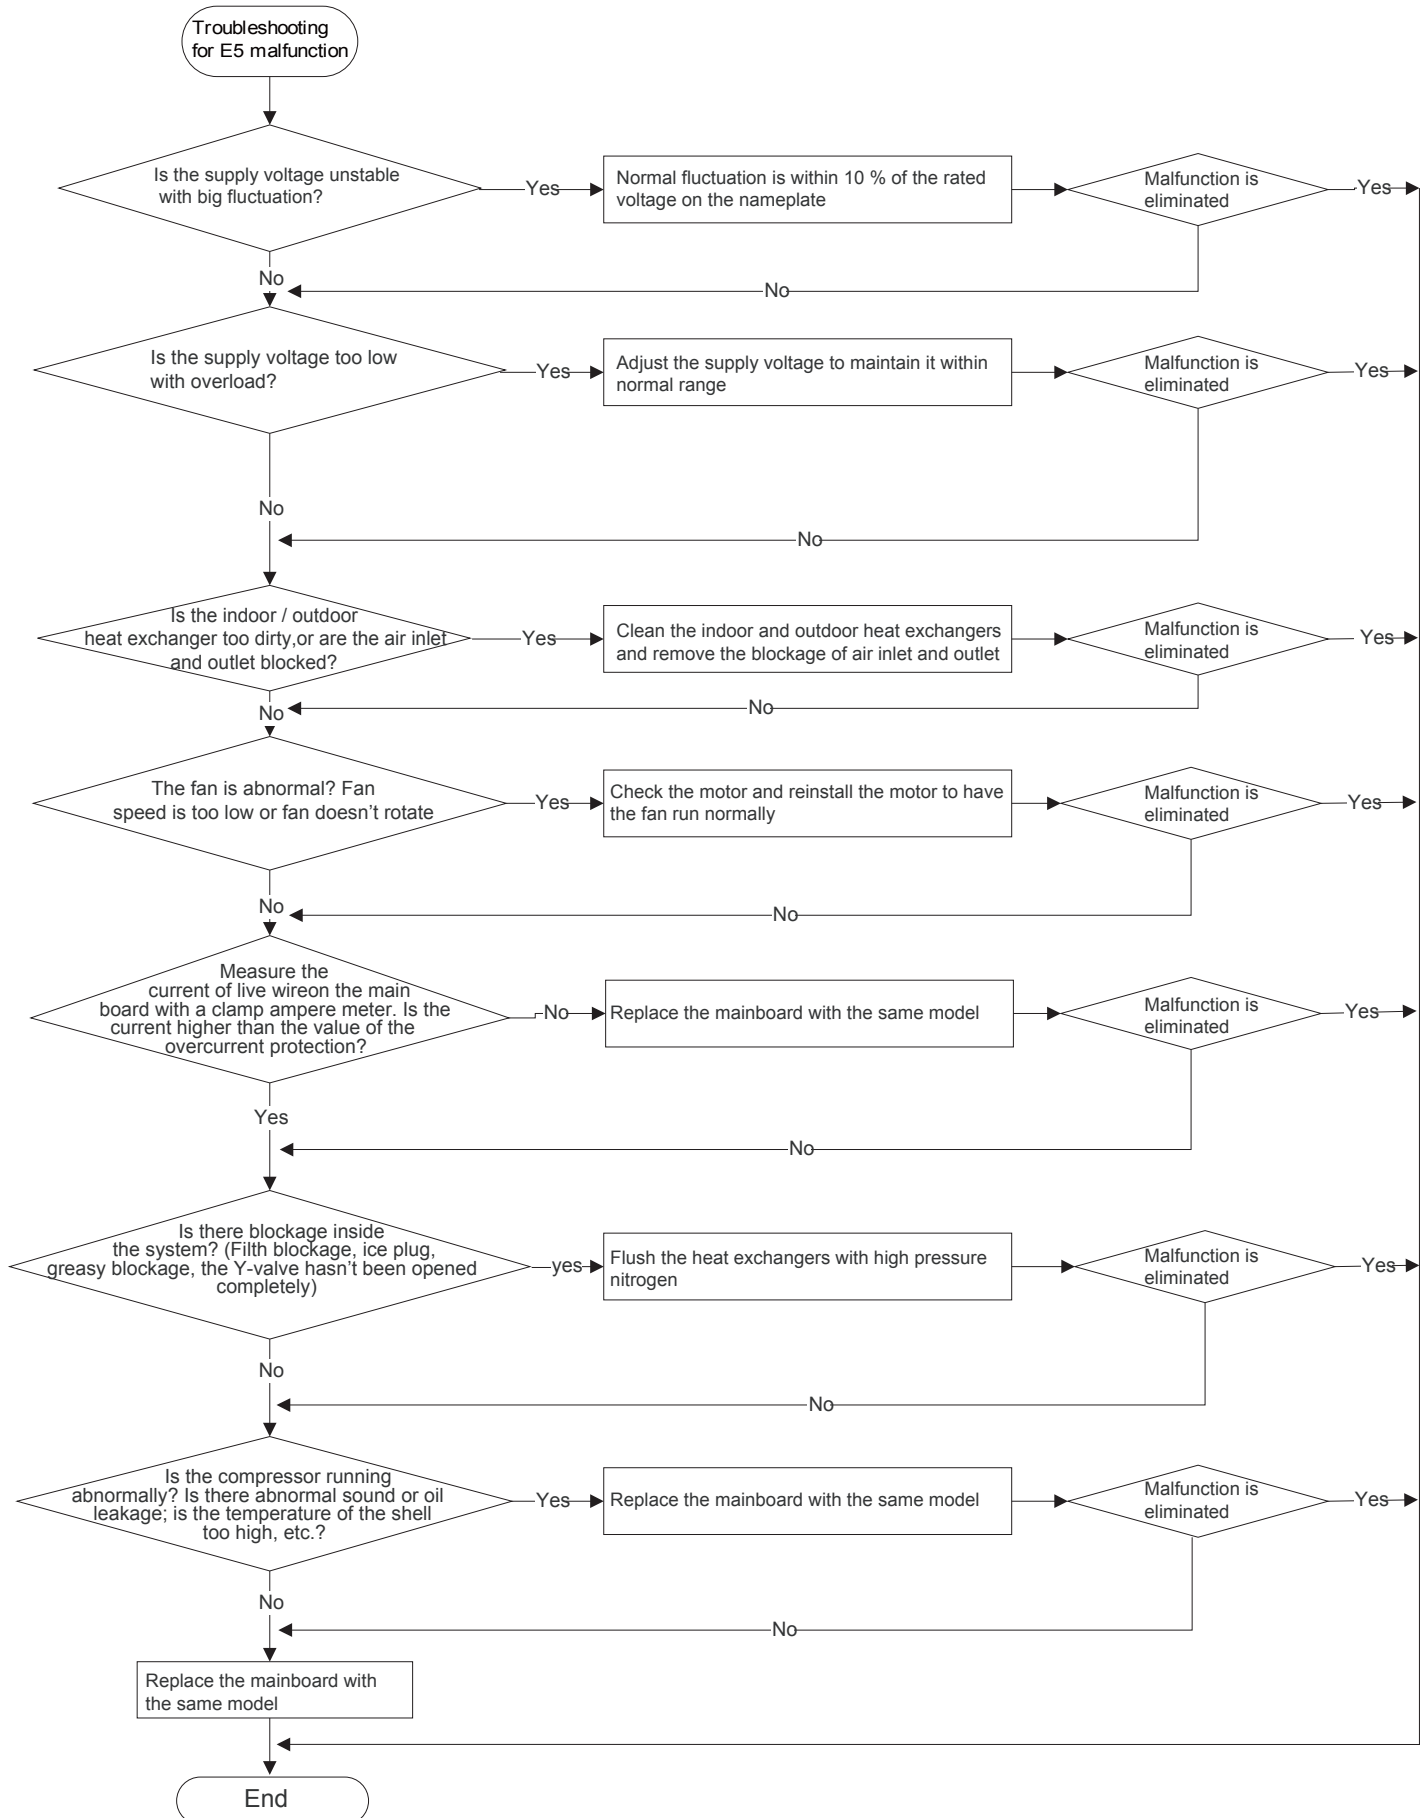 Troubleshooting
for E5 malfunction
Is the supply voltage unstable
with big fluctuation?
Yes
Normal fluctuation is within 10 % of the rated
voltage on the nameplate
Malfunction is
eliminated
Yes
No
No
Is the supply voltage too low
with overload?
Yes
Adjust the supply voltage to maintain it within
normal range
Malfunction is
eliminated
Yes
No
No
Is the indoor / outdoor
heat exchanger too dirty,or are the air inlet
and outlet blocked?
Yes
Clean the indoor and outdoor heat exchangers
and remove the blockage of air inlet and outlet
Malfunction is
eliminated
Yes
No
No
The fan is abnormal? Fan
speed is too low or fan doesn’t rotate
Yes
Check the motor and reinstall the motor to have
the fan run normally
Malfunction is
eliminated
Yes
No
No
Measure the
current of live wireon the main
board with a clamp ampere meter. Is the
current higher than the value of the
overcurrent protection?
No
Replace the mainboard with the same model
Malfunction is
eliminated
Yes
Yes
No
Is there blockage inside
the system? (Filth blockage, ice plug,
greasy blockage, the Y-valve hasn’t been opened
completely)
yes
Flush the heat exchangers with high pressure
nitrogen
Malfunction is
eliminated
Yes
No
No
Is the compressor running
abnormally? Is there abnormal sound or oil
leakage; is the temperature of the shell
too high, etc.?
Yes
Replace the mainboard with the same model
Malfunction is
eliminated
Yes
No
No
Replace the mainboard with
the same model
End